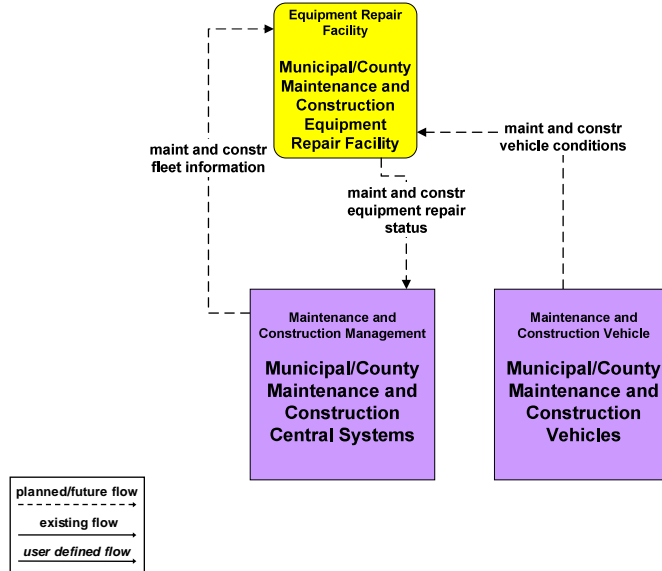 Equipment Repair
Facility
Municipal/County
Maintenance and
Construction
Equipment
Repair Facility
maint and constr
fleet information
maint and constr
vehicle conditions
maint and constr
equipment repair
status
Maintenance and
Construction Management
Municipal/County
Maintenance and
Construction
Central Systems
Maintenance and
Construction Vehicle
Municipal/County
Maintenance and
Construction
Vehicles
planned/future flow
existing flow
user defined flow